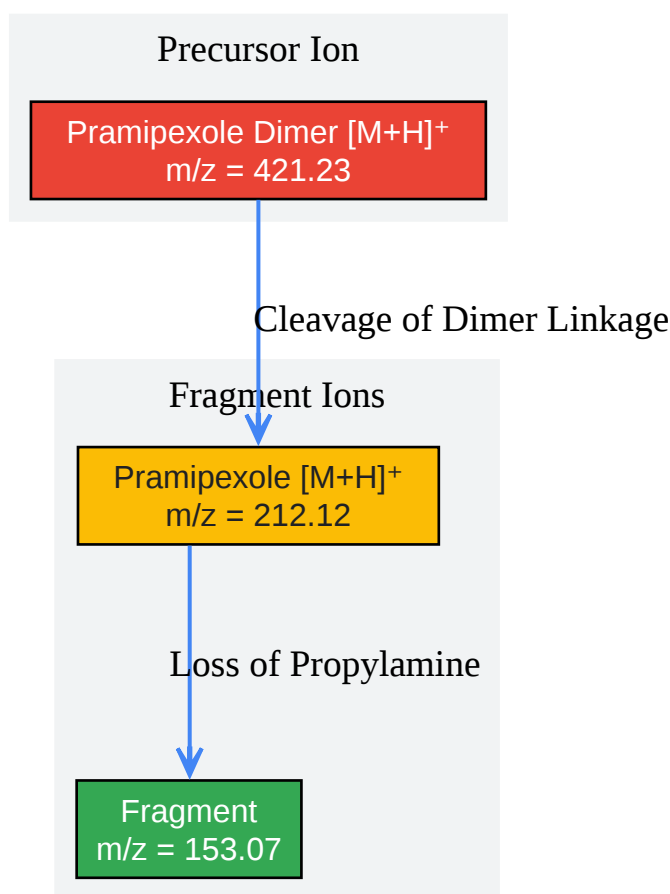 Precursor Ion
Pramipexole Dimer [M+H]⁺
m/z = 421.23
Cleavage of Dimer Linkage
Fragment Ions
Pramipexole [M+H]⁺
m/z = 212.12
Loss of Propylamine
Fragment
m/z = 153.07